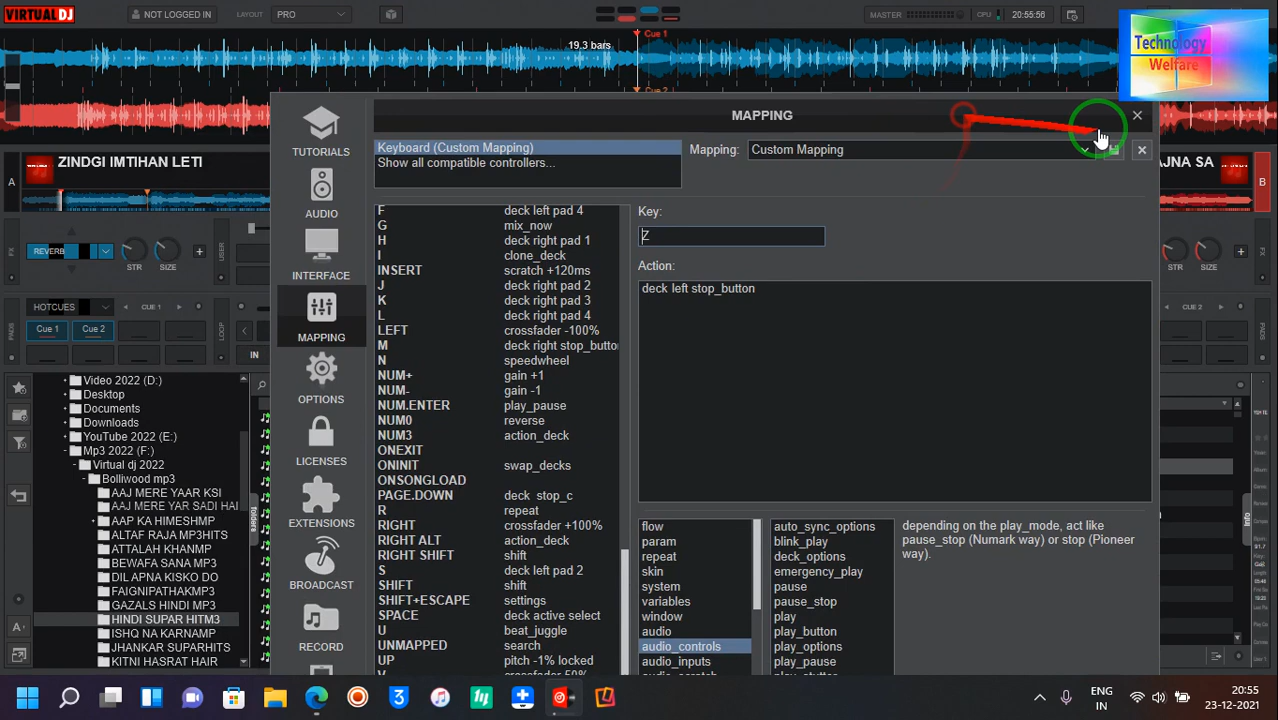 VIRTUALDJ
NOT LOGGED IN
LAYOUT
PRO
MASTER
CPU
20:55:56
Technology
Welfare
19.3 bars
Cue 1
Cue 2
MAPPING
TUTORIALS
Keyboard (Custom Mapping)
Show all compatible controllers...
Mapping:
Custom Mapping
A
ZINDGI IMTIHAN LETI
AJNA SA
B
AUDIO
F deck left pad 4
G mix_now
H deck right pad 1
I clone_deck
INSERT scratch +120ms
J deck right pad 2
K deck right pad 3
L deck right pad 4
LEFT crossfader -100%
M deck right stop_butto
N speedwheel
NUM+ gain +1
NUM- gain -1
NUM.ENTER play_pause
NUM0 reverse
NUM3 action_deck
ONEXIT
ONINIT swap_decks
ONSONGLOAD
PAGE.DOWN deck stop_c
R repeat
RIGHT crossfader +100%
RIGHT ALT action_deck
RIGHT SHIFT shift
S deck left pad 2
SHIFT shift
SHIFT+ESCAPE settings
SPACE deck active select
U beat_juggle
UNMAPPED search
UP pitch -1% locked
Key:
Z
Action:
deck left stop_button
FX
REVERB
STR
SIZE
STR
SIZE
FX
INTERFACE
MAPPING
OPTIONS
LICENSES
EXTENSIONS
BROADCAST
RECORD
PADS
HOTCUES
CUE 1
Cue 1
Cue 2
LOOP
IN
CUE 2
PADS
Video 2022 (D:)
Desktop
Documents
Downloads
YouTube 2022 (E:)
Mp3 2022 (F:)
Virtual dj 2022
Bolliwood mp3
AAJ MERE YAAR KSI
AAJ MERE YAR SADI HAI
AAP KA HIMESHMP
ALTAF RAJA MP3HITS
ATTALAH KHANMP
BEWAFA SANA MP3
DIL APNA KISKO DO
FAIGNIPATHAKMP3
GAZALS HINDI MP3
HINDI SUPAR HITM3
ISHQ NA KARNAMP
JHANKAR SUPARHITS
KITNI HASRAT HAIR
folders
Info
flow
param
repeat
skin
system
variables
window
audio
audio_controls
audio_inputs
auto_sync_options
blink_play
deck_options
emergency_play
pause
pause_stop
play
play_button
play_options
play_pause
depending on the play_mode, act like
pause_stop (Numark way) or stop (Pioneer
way).
ENG
IN
20:55
23-12-2021